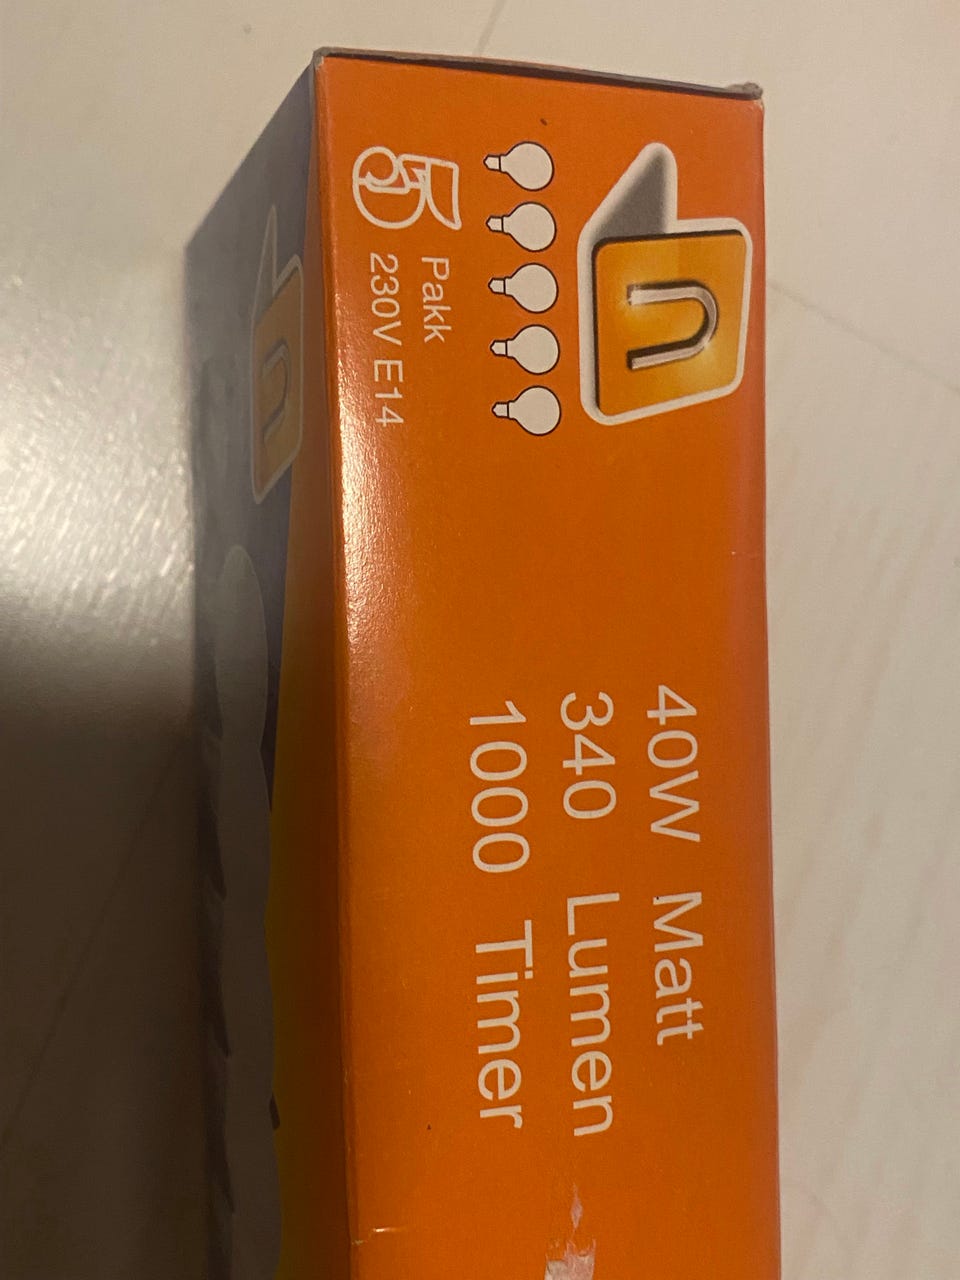 n
40W Matt
340 Lumen
1000 Timer
5 Pakk
230V E14
n